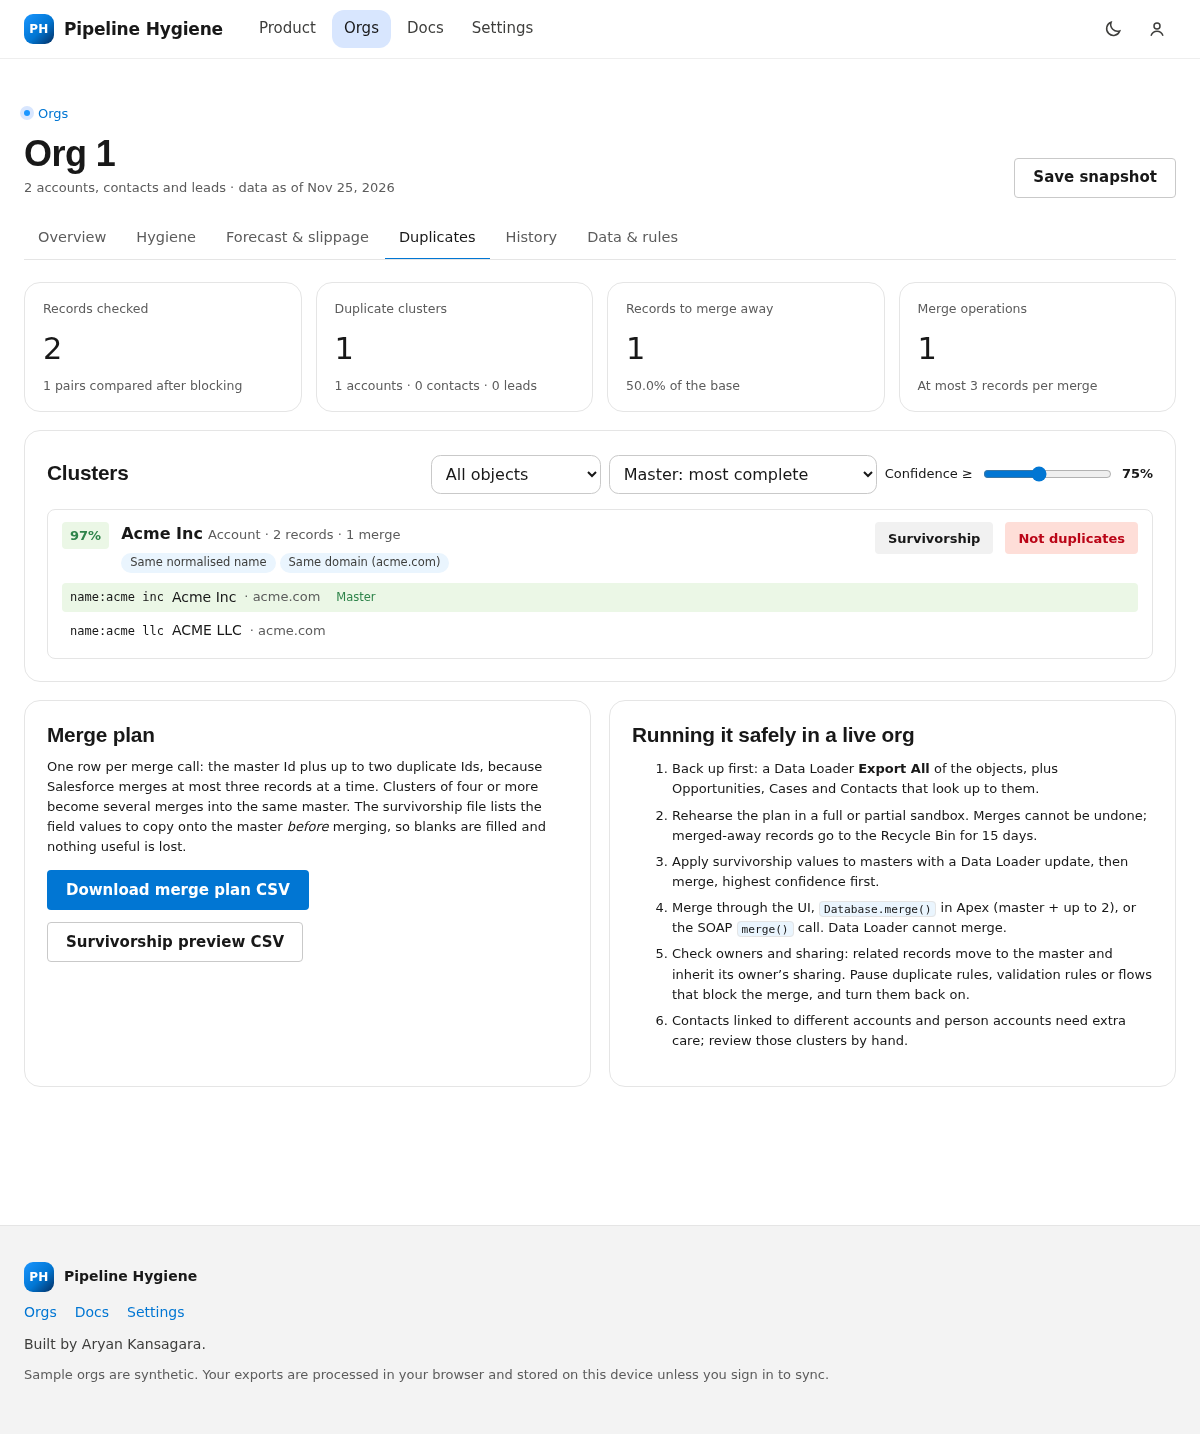 PH Pipeline Hygiene Product Orgs Docs Settings
Orgs
Org 1
2 accounts, contacts and leads · data as of Nov 25, 2026
Save snapshot
Overview Hygiene Forecast & slippage Duplicates History Data & rules
Records checked
2
1 pairs compared after blocking
Duplicate clusters
1
1 accounts · 0 contacts · 0 leads
Records to merge away
1
50.0% of the base
Merge operations
1
At most 3 records per merge
Clusters
All objects
Master: most complete
Confidence ≥ 75%
97% Acme Inc Account · 2 records · 1 merge
Survivorship
Not duplicates
Same normalised name Same domain (acme.com)
name:acme inc Acme Inc · acme.com Master
name:acme llc ACME LLC · acme.com
Merge plan
One row per merge call: the master Id plus up to two duplicate Ids, because
Salesforce merges at most three records at a time. Clusters of four or more
become several merges into the same master. The survivorship file lists the
field values to copy onto the master before merging, so blanks are filled and
nothing useful is lost.
Download merge plan CSV
Survivorship preview CSV
Running it safely in a live org
1. Back up first: a Data Loader Export All of the objects, plus
Opportunities, Cases and Contacts that look up to them.
2. Rehearse the plan in a full or partial sandbox. Merges cannot be undone;
merged-away records go to the Recycle Bin for 15 days.
3. Apply survivorship values to masters with a Data Loader update, then
merge, highest confidence first.
4. Merge through the UI, Database.merge() in Apex (master + up to 2), or
the SOAP merge() call. Data Loader cannot merge.
5. Check owners and sharing: related records move to the master and
inherit its owner’s sharing. Pause duplicate rules, validation rules or flows
that block the merge, and turn them back on.
6. Contacts linked to different accounts and person accounts need extra
care; review those clusters by hand.
PH Pipeline Hygiene
Orgs Docs Settings
Built by Aryan Kansagara.
Sample orgs are synthetic. Your exports are processed in your browser and stored on this device unless you sign in to sync.